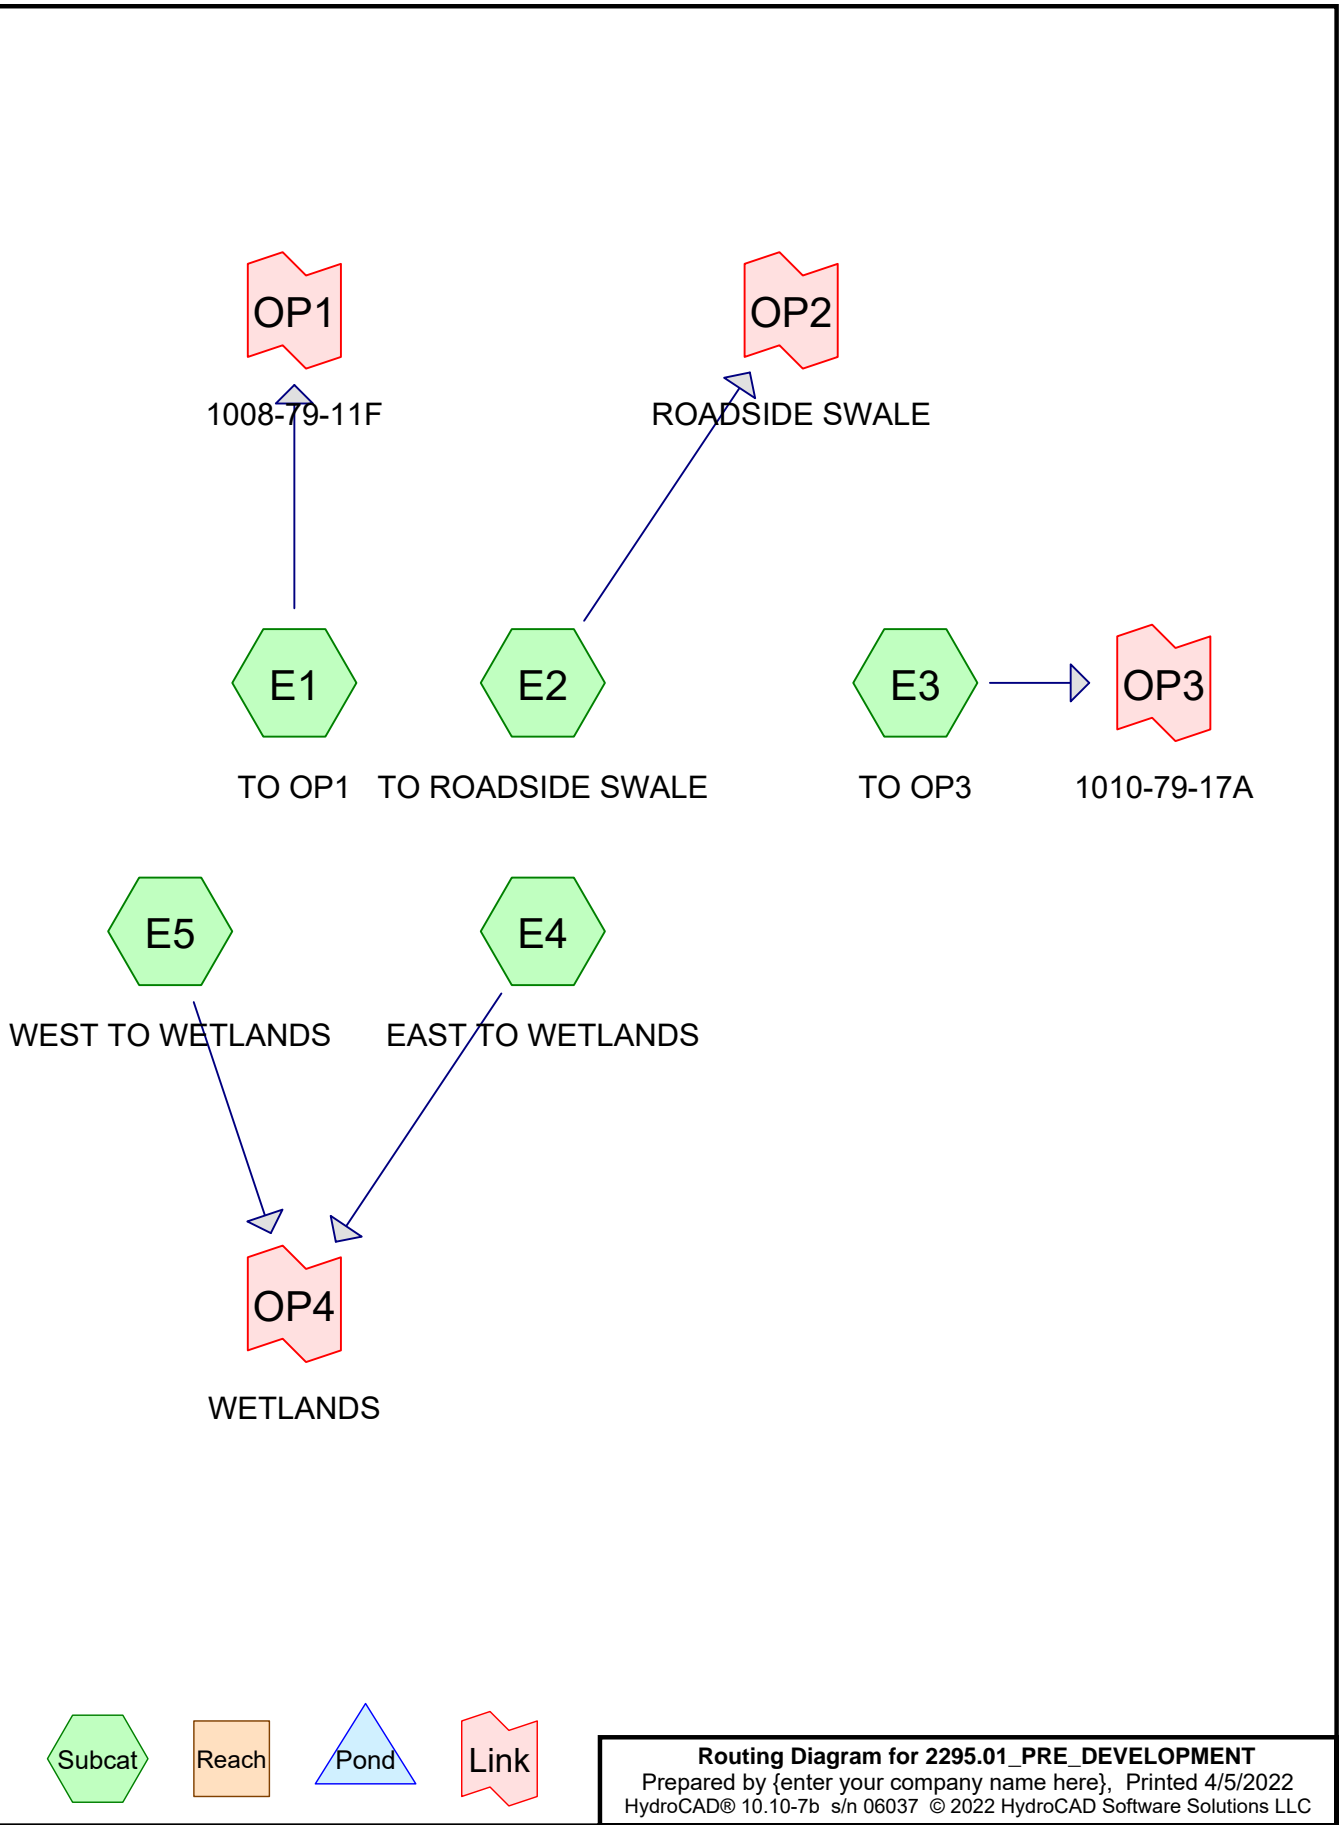 OP1
OP2
1008-79-11F
ROADSIDE SWALE
E1
E2
E3
OP3
TO OP1
TO ROADSIDE SWALE
TO OP3
1010-79-17A
E5
E4
WEST TO WETLANDS
EAST TO WETLANDS
OP4
WETLANDS
Subcat
Reach
Pond
Link
Routing Diagram for 2295.01_PRE_DEVELOPMENT
Prepared by {enter your company name here}, Printed 4/5/2022
HydroCAD® 10.10-7b s/n 06037 © 2022 HydroCAD Software Solutions LLC